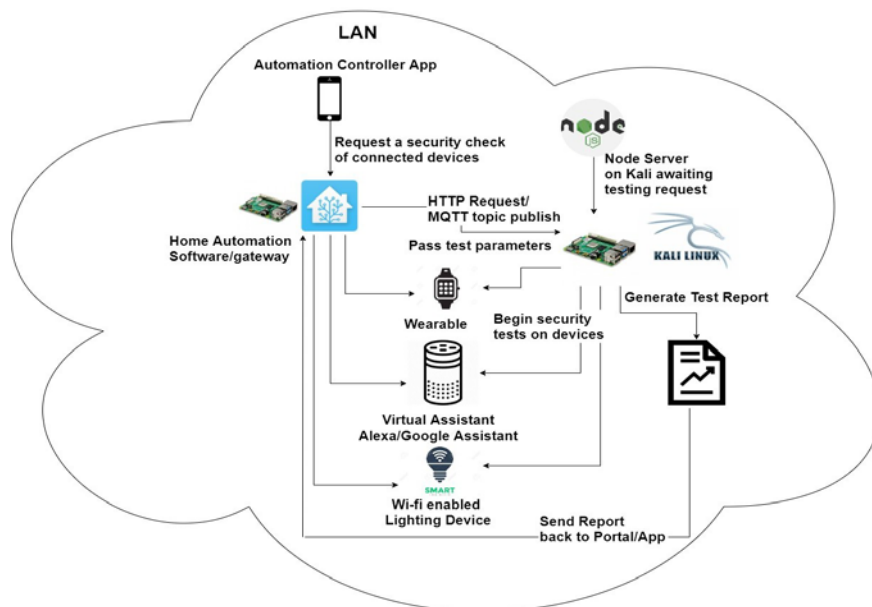 LAN
Automation Controller App
Request a security check
of connected devices
node
JS
Node Server
on Kali awaiting
testing request
HTTP Request/
MQTT topic publish
Home Automation
Software/gateway
Pass test parameters
KALI LINUX
Generate Test Report
Wearable
Begin security
tests on devices
Virtual Assistant
Alexa/Google Assistant
SMART
Wi-fi enabled
Lighting Device
Send Report
back to Portal/App